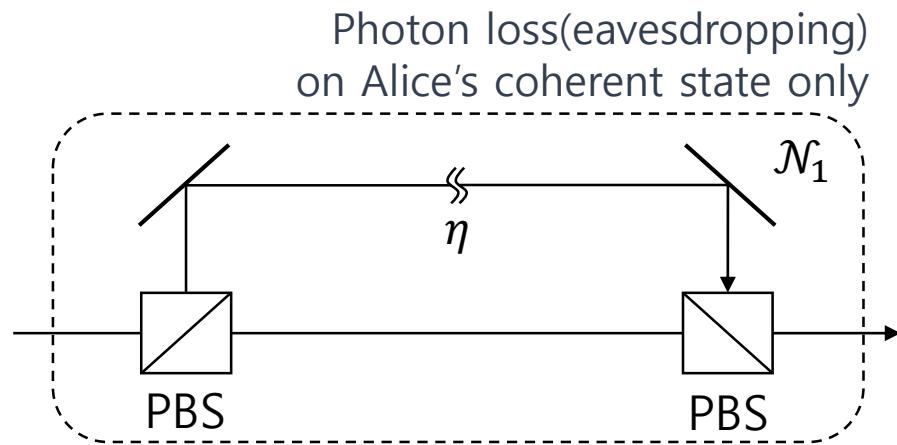 Photon loss(eavesdropping)
on Alice's coherent state only
𝒩₁
η
PBS
PBS